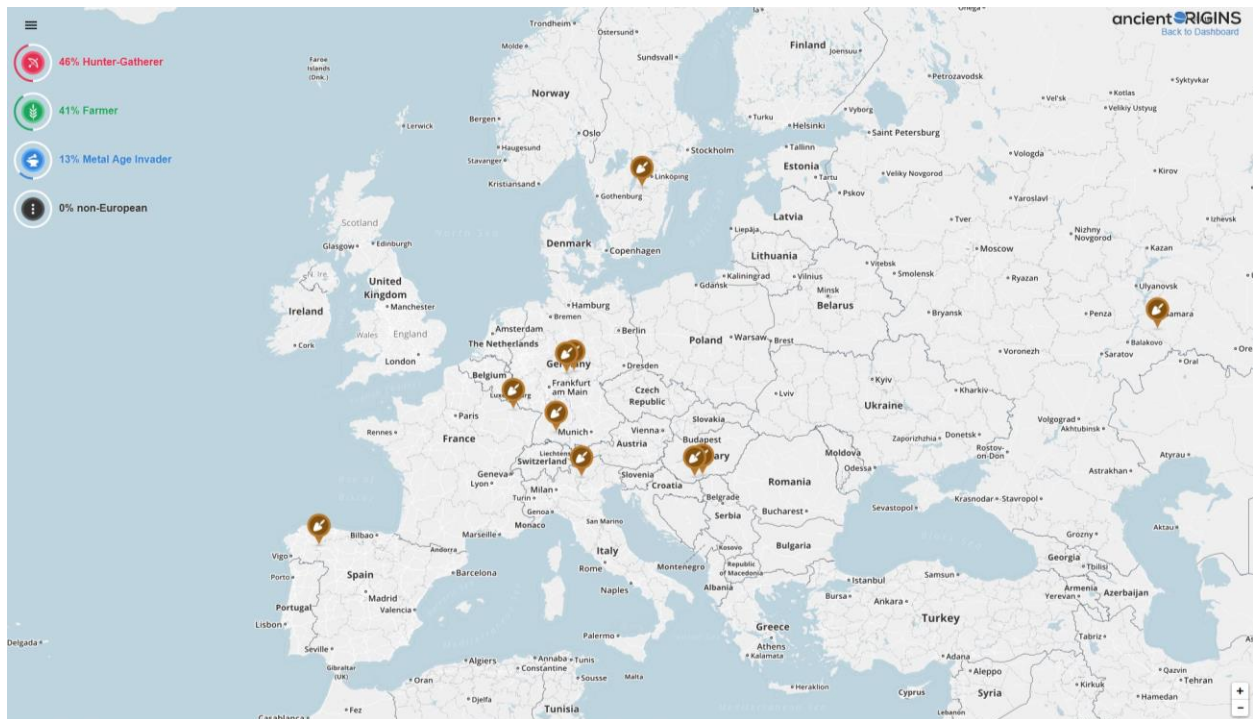 ancient ORIGINS
Back to Dashboard
46% Hunter-Gatherer
41% Farmer
13% Metal Age Invader
0% non-European
Trondheim
Östersund
Molde
Sundsvall
Finland
Joensuu
Faroe
Islands
(Dnk.)
Petrozavodsk
Syktyvkar
Norway
Vel'sk
Kotlas
Velikiy Ustyug
Lerwick
Bergen
Turku
Helsinki
Vyborg
Saint Petersburg
Oslo
Haugesund
Stavanger
Stockholm
Tallinn
Estonia
Tartu
Vologda
Kirov
Kristiansand
Linköping
Veliky Novgorod
Gothenburg
Pskov
Yaroslavl
Scotland
Latvia
Tver
Izhevsk
Liepāja
Nizhny
Novgorod
Glasgow
Edinburgh
Denmark
Copenhagen
Moscow
Kazan
Lithuania
Vitebsk
N. Ire.
United
Kingdom
Kaliningrad
Vilnius
Smolensk
Ryazan
Ulyanovsk
Gdańsk
Minsk
Belarus
Ireland
Manchester
Hamburg
Bremen
Bryansk
Penza
amara
Wales
England
Amsterdam
The Netherlands
Berlin
Poland
Warsaw
Brest
Balakovo
Cork
London
Voronezh
Saratov
Oral
Germany
Dresden
Belgium
Frankfurt
am Main
Kyiv
Kharkiv
Czech
Republic
Lviv
Paris
Ukraine
Rennes
Slovakia
Volgograd
Akhtubinsk
France
Munich
Vienna
Budapest
Zaporizhzhia
Donetsk
Rostov-
on-Don
Austria
Liechtens
Switzerland
ary
Moldova
Atyrau
Geneva
Lyon
Slovenia
Croatia
Odessa
Astrakhan
Romania
Milan
Turin
Belgrade
Krasnodar
Stavropol
Genoa
Serbia
Bucharest
Sevastopol
Monaco
San Marino
Aktau
Bilbao
Marseille
Grozny
Vigo
Andorra
Italy
Kosovo
Bulgaria
Georgia
Tbilisi
Porto
Spain
Barcelona
Rome
Montenegro
Republic
of Macedonia
Albania
Istanbul
Samsun
Armenia
Yerevan
Azerbaijan
Madrid
Naples
Bursa
Ankara
Portugal
Valencia
Lisbon
Greece
Turkey
Athens
Kalamata
Delgada
Seville
Palermo
Tabriz
Gibraltar
(UK)
Algiers
Annaba
Tunis
Adana
Constantine
Aleppo
Oran
Sousse
Malta
Qazvin
Tehran
Heraklion
Cyprus
Syria
Kirkuk
Hamedan
Fez
Djelfa
Tunisia
Casablanca
Lebanon
+
−